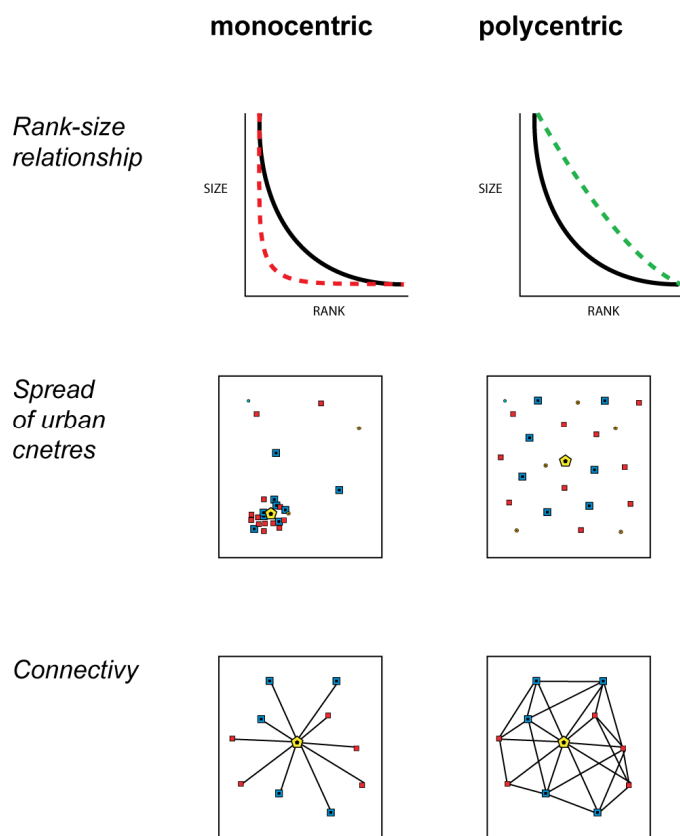 monocentric polycentric
Rank-size
relationship
SIZE
RANK
SIZE
RANK
Spread
of urban
cnetres
Connectivy